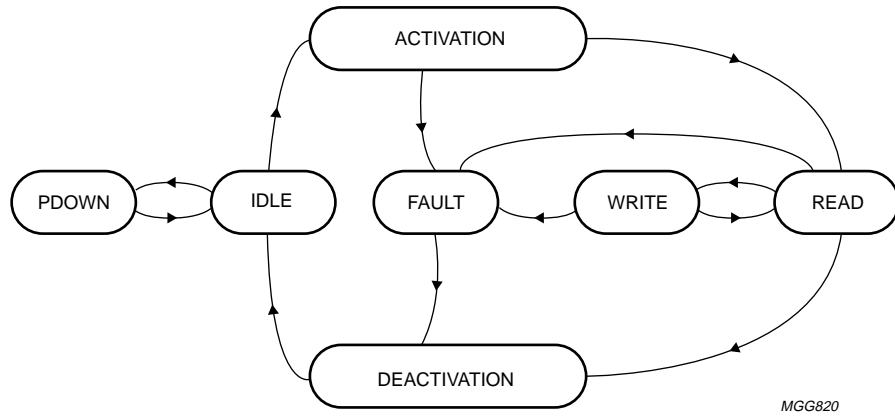 ACTIVATION
PDOWN
IDLE
FAULT
WRITE
READ
DEACTIVATION
MGG820